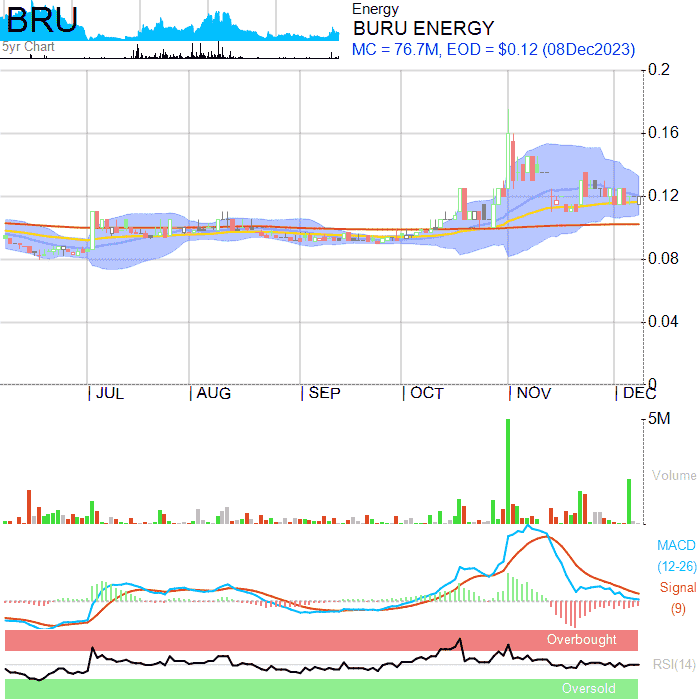 BRU
5yr Chart
Energy
BURU ENERGY
MC = 76.7M, EOD = $0.12 (08Dec2023)
0.2
0.16
0.12
0.08
0.04
0
JUL AUG SEP OCT NOV DEC
5M
Volume
MACD
(12-26)
Signal
(9)
Overbought
RSI(14)
Oversold